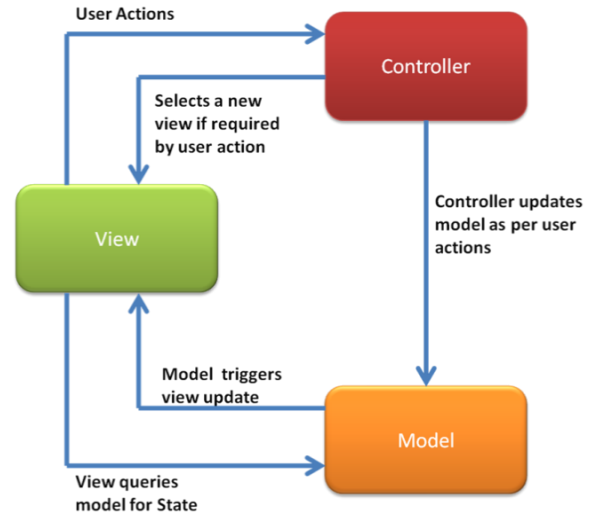 User Actions
Controller
Selects a new
view if required
by user action
Controller updates
model as per user
actions
View
Model triggers
view update
Model
View queries
model for State